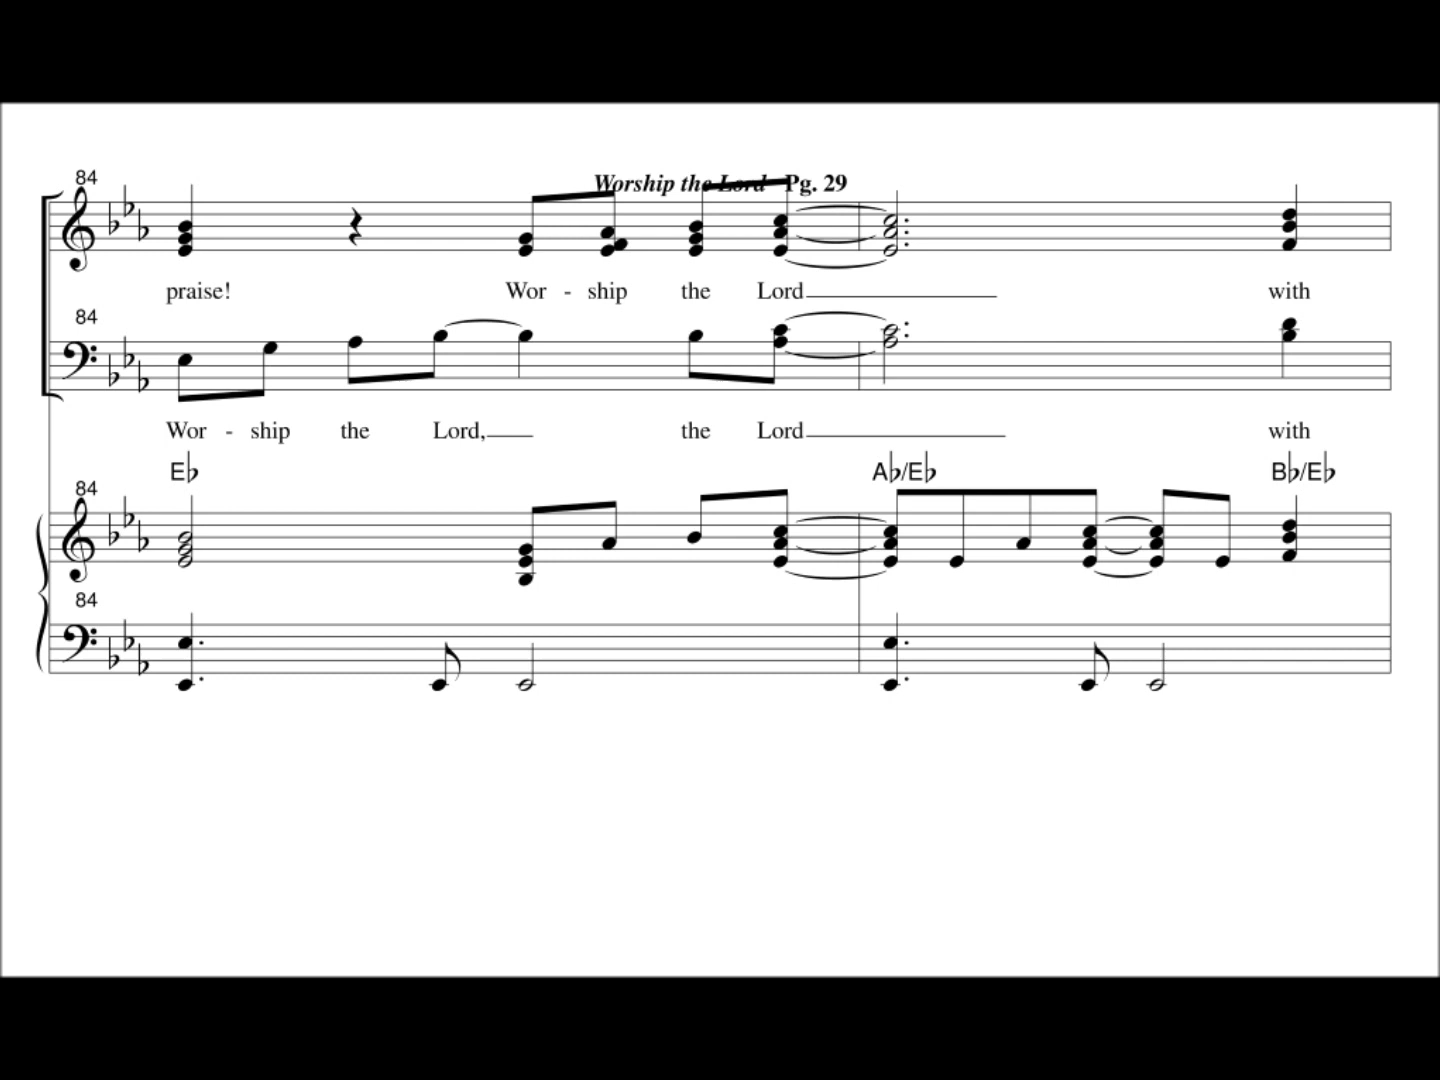 84
Worship the Lord Pg. 29
praise! Wor - ship the Lord with
84
Wor - ship the Lord, the Lord with
E♭ A♭/E♭ B♭/E♭
84
84